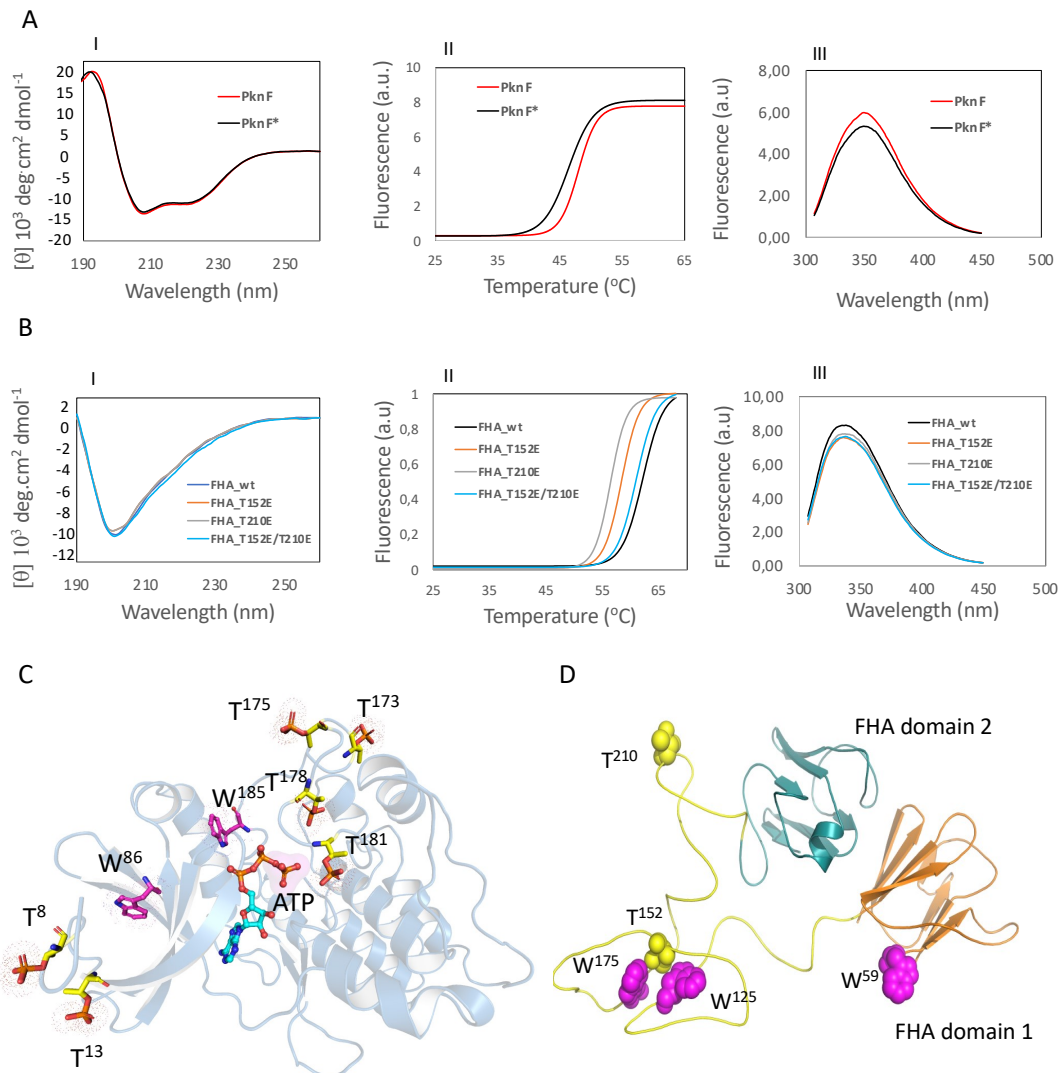 A
I
[θ] 10³ deg·cm² dmol⁻¹
20
15
10
5
0
-5
-10
-15
-20
190 210 230 250
Wavelength (nm)
Pkn F
Pkn F*
II
Fluorescence (a.u.)
10
8
6
4
2
0
25 35 45 55 65
Temperature (°C)
Pkn F
Pkn F*
III
Fluorescence (a.u)
8,00
6,00
4,00
2,00
0,00
300 350 400 450 500
Wavelength (nm)
Pkn F
Pkn F*
B
I
[θ] 10³ deg.cm² dmol⁻¹
2
0
-2
-4
-6
-8
-10
-12
190 210 230 250
Wavelength (nm)
FHA_wt
FHA_T152E
FHA_T210E
FHA_T152E/T210E
II
Fluorescence (a.u)
1
0,8
0,6
0,4
0,2
0
25 35 45 55 65
Temperature (°C)
FHA_wt
FHA_T152E
FHA_T210E
FHA_T152E/T210E
III
Fluorescence (a.u)
10,00
8,00
6,00
4,00
2,00
0,00
300 350 400 450 500
Wavelength (nm)
FHA_wt
FHA_T152E
FHA_T210E
FHA_T152E/T210E
C
T¹⁷⁵
T¹⁷³
T¹⁷⁸
W¹⁸⁵
T¹⁸¹
W⁸⁶
ATP
T⁸
T¹³
D
FHA domain 2
T²¹⁰
T¹⁵²
W¹⁷⁵
W¹²⁵
W⁵⁹
FHA domain 1